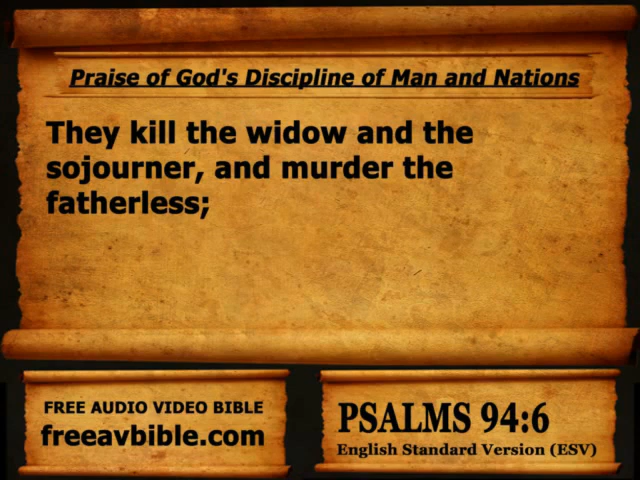 Praise of God's Discipline of Man and Nations
They kill the widow and the
sojourner, and murder the
fatherless;
FREE AUDIO VIDEO BIBLE
freeavbible.com
PSALMS 94:6
English Standard Version (ESV)